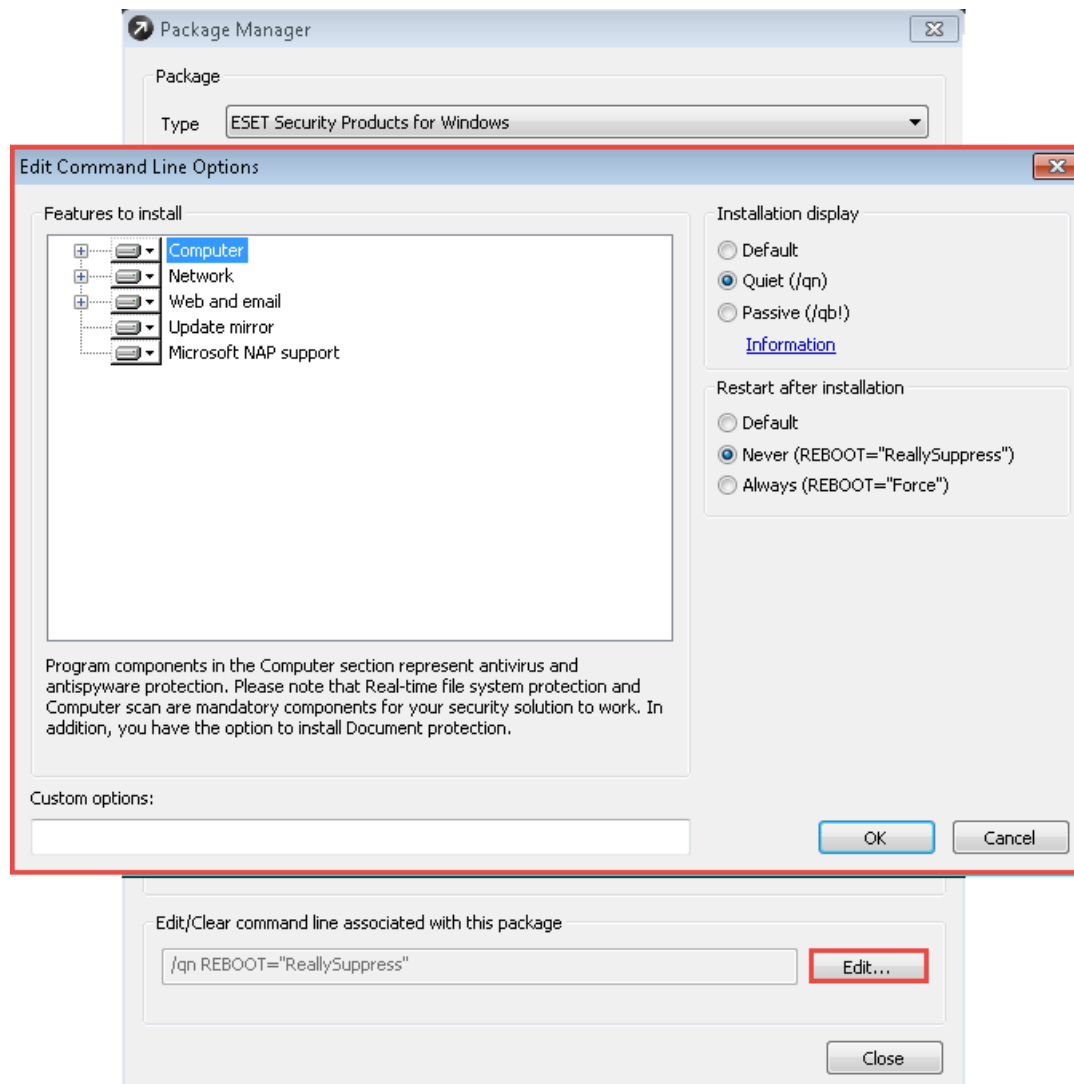 Package Manager
Package
Type ESET Security Products for Windows
Edit Command Line Options
Features to install
Computer
Network
Web and email
Update mirror
Microsoft NAP support
Program components in the Computer section represent antivirus and
antispyware protection. Please note that Real-time file system protection and
Computer scan are mandatory components for your security solution to work. In
addition, you have the option to install Document protection.
Installation display
Default
Quiet (/qn)
Passive (/qb!)
Information
Restart after installation
Default
Never (REBOOT="ReallySuppress")
Always (REBOOT="Force")
Custom options:
OK Cancel
Edit/Clear command line associated with this package
/qn REBOOT="ReallySuppress" Edit...
Close